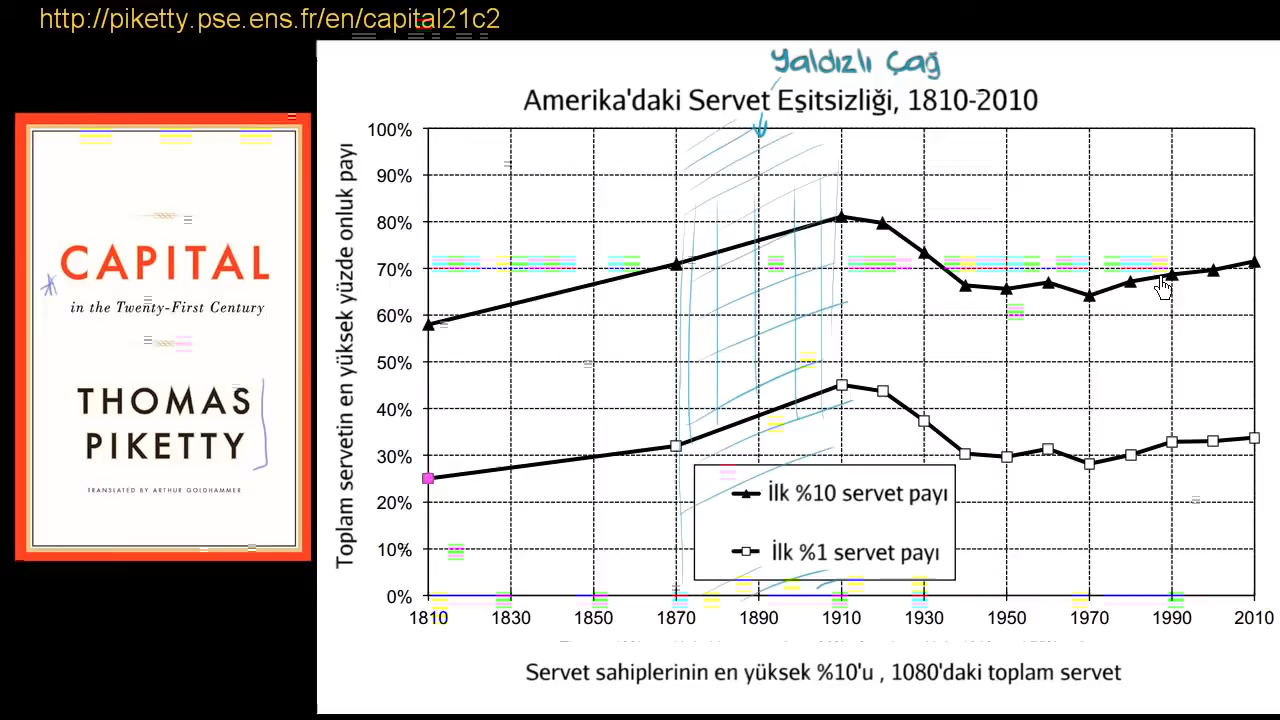 http://piketty.pse.ens.fr/en/capital21c2
CAPITAL
in the Twenty-First Century
THOMAS
PIKETTY
TRANSLATED BY ARTHUR GOLDHAMMER
Yaldızlı Çağ
Amerika'daki Servet Eşitsizliği, 1810-2010
Toplam servetin en yüksek yüzde onluk payı
100%
90%
80%
70%
60%
50%
40%
30%
20%
10%
0%
İlk %10 servet payı
İlk %1 servet payı
1810 1830 1850 1870 1890 1910 1930 1950 1970 1990 2010
Servet sahiplerinin en yüksek %10'u , 1080'daki toplam servet